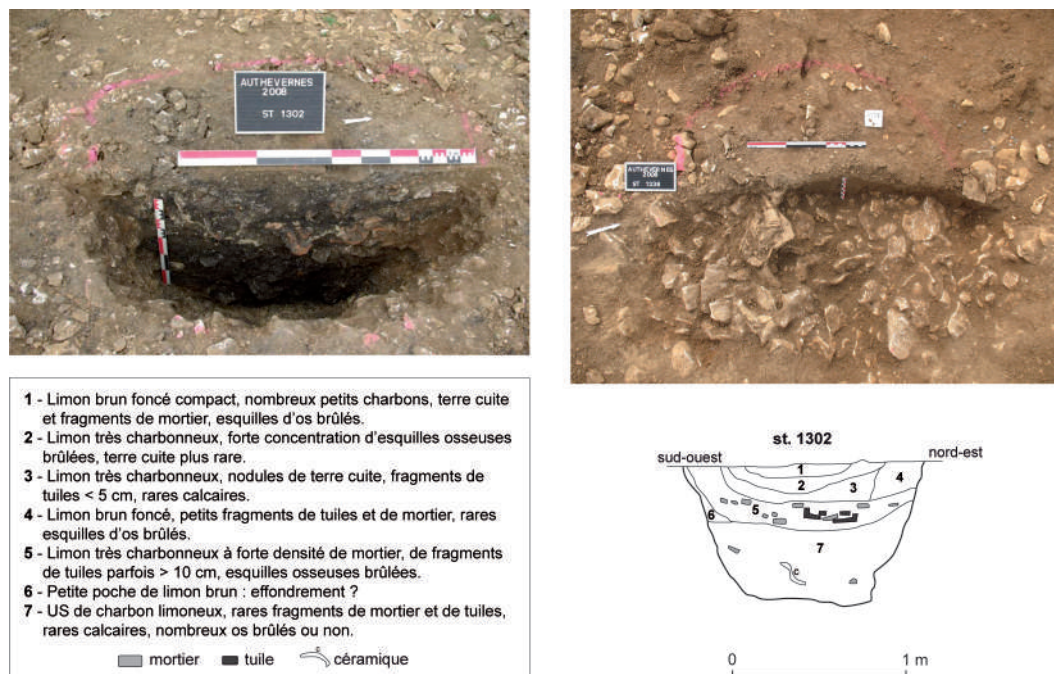 AUTHEVERNES
2008
ST. 1302
AUTHEVERNES
2008
ST. 1338
1 - Limon brun foncé compact, nombreux petits charbons, terre cuite
et fragments de mortier, esquilles d'os brûlés.
2 - Limon très charbonneux, forte concentration d'esquilles osseuses
brûlées, terre cuite plus rare.
3 - Limon très charbonneux, nodules de terre cuite, fragments de
tuiles < 5 cm, rares calcaires.
4 - Limon brun foncé, petits fragments de tuiles et de mortier, rares
esquilles d'os brûlés.
5 - Limon très charbonneux à forte densité de mortier, de fragments
de tuiles parfois > 10 cm, esquilles osseuses brûlées.
6 - Petite poche de limon brun : effondrement ?
7 - US de charbon limoneux, rares fragments de mortier et de tuiles,
rares calcaires, nombreux os brûlés ou non.
mortier tuile c céramique
st. 1302
sud-ouest nord-est
1
2
3
4
5
6
7
c
0 1 m